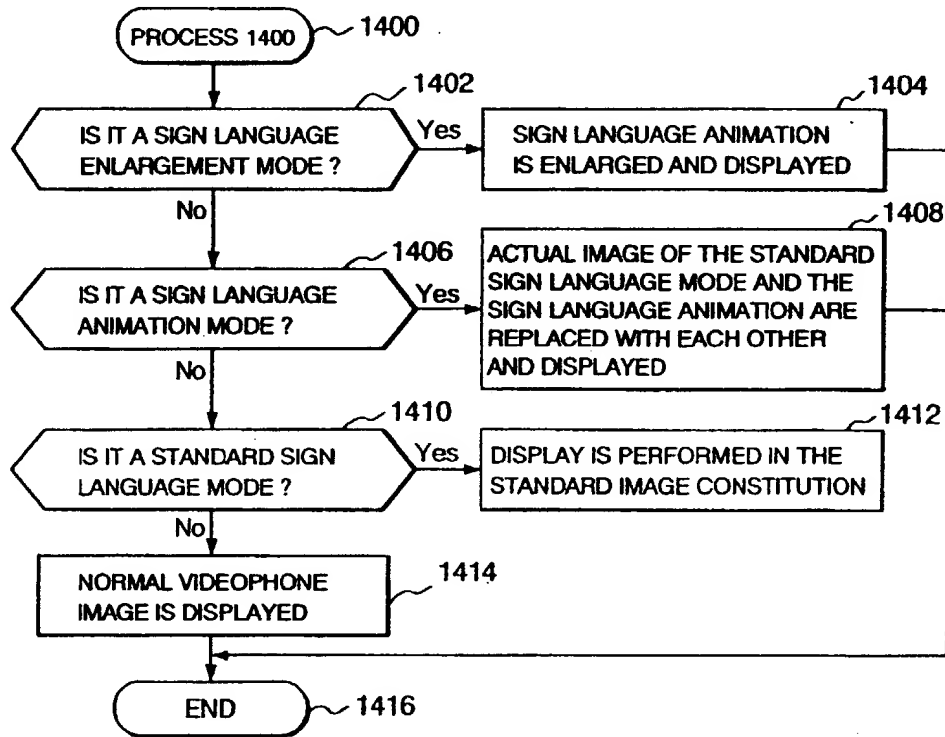 PROCESS 1400
1400
1402
IS IT A SIGN LANGUAGE
ENLARGEMENT MODE ?
Yes
1404
SIGN LANGUAGE ANIMATION
IS ENLARGED AND DISPLAYED
No
1406
IS IT A SIGN LANGUAGE
ANIMATION MODE ?
Yes
1408
ACTUAL IMAGE OF THE STANDARD
SIGN LANGUAGE MODE AND THE
SIGN LANGUAGE ANIMATION ARE
REPLACED WITH EACH OTHER
AND DISPLAYED
No
1410
IS IT A STANDARD SIGN
LANGUAGE MODE ?
Yes
1412
DISPLAY IS PERFORMED IN THE
STANDARD IMAGE CONSTITUTION
No
NORMAL VIDEOPHONE
IMAGE IS DISPLAYED
1414
END
1416